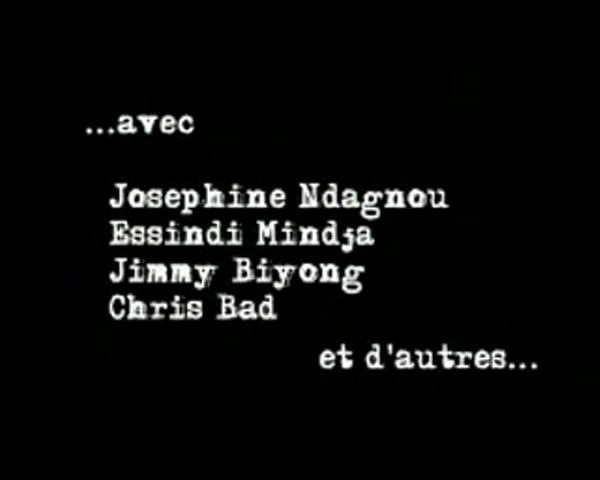 ...avec
Josephine Ndagnou
Essindi Mindja
Jimmy Biyong
Chris Bad
et d'autres...